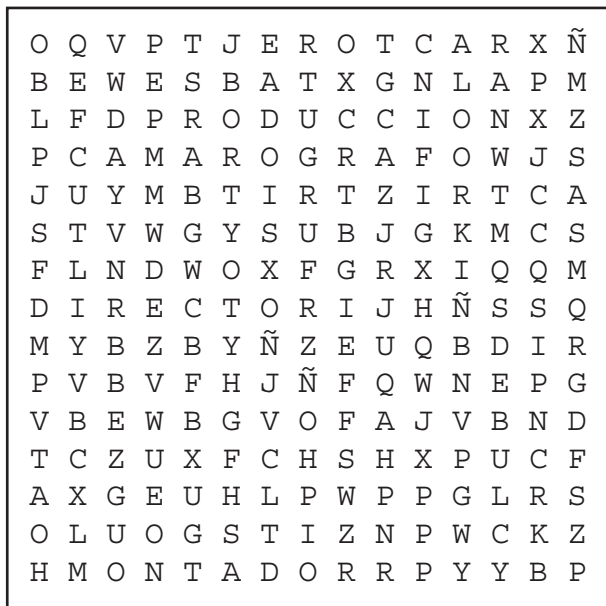 O Q V P T J E R O T C A R X Ñ
B E W E S B A T X G N L A P M
L F D P R O D U C C I O N X Z
P C A M A R O G R A F O W J S
J U Y M B T I R T Z I R T C A
S T V W G Y S U B J G K M C S
F L N D W O X F G R X I Q Q M
D I R E C T O R I J H Ñ S S Q
M Y B Z B Y Ñ Z E U Q B D I R
P V B V F H J Ñ F Q W N E P G
V B E W B G V O F A J V B N D
T C Z U X F C H S H X P U C F
A X G E U H L P W P P G L R S
O L U O G S T I Z N P W C K Z
H M O N T A D O R R P Y Y B P